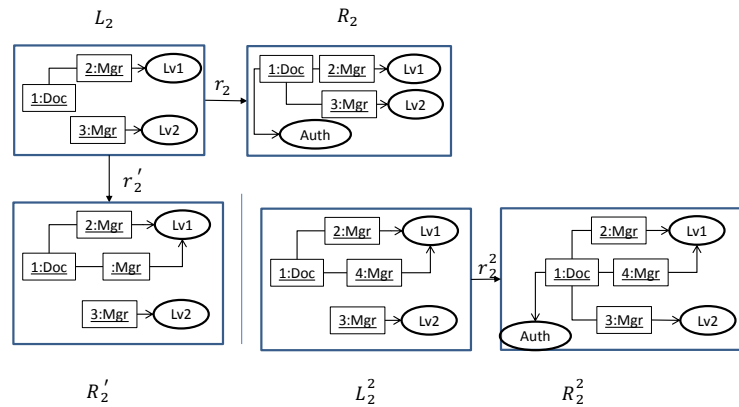 L₂ R₂
2:Mgr Lv1
1:Doc
3:Mgr Lv2
r₂
1:Doc 2:Mgr Lv1
3:Mgr Lv2
Auth
r₂′
2:Mgr Lv1
1:Doc :Mgr
3:Mgr Lv2
2:Mgr Lv1
1:Doc 4:Mgr
3:Mgr Lv2
r₂²
2:Mgr Lv1
1:Doc 4:Mgr
3:Mgr Lv2
Auth
R₂′ L₂² R₂²